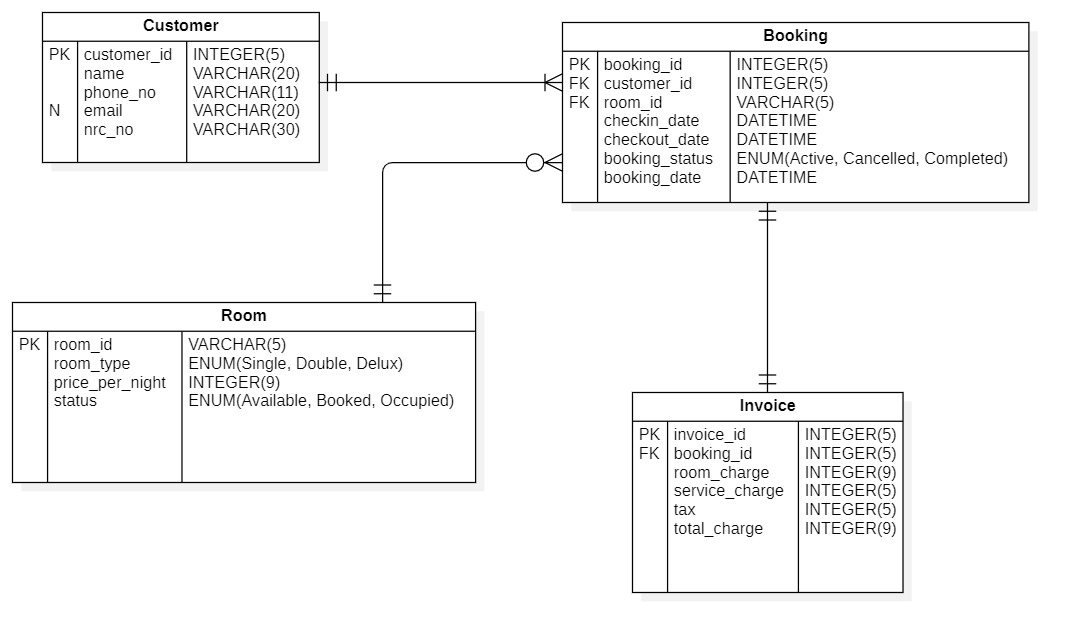 Customer
PK customer_id INTEGER(5)
name VARCHAR(20)
phone_no VARCHAR(11)
N email VARCHAR(20)
nrc_no VARCHAR(30)
Booking
PK booking_id INTEGER(5)
FK customer_id INTEGER(5)
FK room_id VARCHAR(5)
checkin_date DATETIME
checkout_date DATETIME
booking_status ENUM(Active, Cancelled, Completed)
booking_date DATETIME
Room
PK room_id VARCHAR(5)
room_type ENUM(Single, Double, Delux)
price_per_night INTEGER(9)
status ENUM(Available, Booked, Occupied)
Invoice
PK invoice_id INTEGER(5)
FK booking_id INTEGER(5)
room_charge INTEGER(9)
service_charge INTEGER(5)
tax INTEGER(5)
total_charge INTEGER(9)